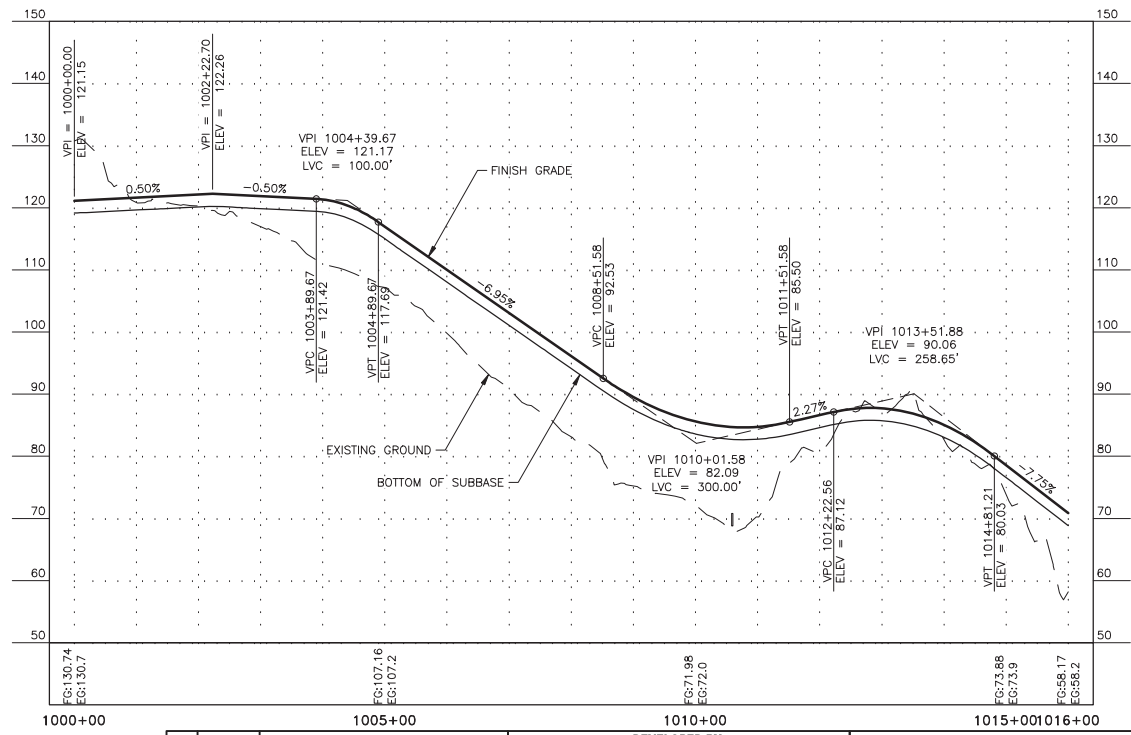 150
140
130
120
110
100
90
80
70
60
50
150
140
130
120
110
100
90
80
70
60
50
VPI = 1000+00.00
ELEV = 121.15
VPI = 1002+22.70
ELEV = 122.26
0.50%
-0.50%
VPI 1004+39.67
ELEV = 121.17
LVC = 100.00'
FINISH GRADE
VPC 1003+89.67
ELEV = 121.42
VPT 1004+89.67
ELEV = 117.69
-6.95%
EXISTING GROUND
BOTTOM OF SUBBASE
VPC 1008+51.58
ELEV = 92.53
VPI 1010+01.58
ELEV = 82.09
LVC = 300.00'
VPT 1011+51.58
ELEV = 85.50
2.27%
VPC 1012+22.56
ELEV = 87.12
VPI 1013+51.88
ELEV = 90.06
LVC = 258.65'
VPT 1014+81.21
ELEV = 80.03
-7.75%
FG:130.74
EG:130.7
FG:107.16
EG:107.2
FG:71.98
EG:72.0
FG:73.88
EG:73.9
FG:58.17
EG:58.2
1000+00
1005+00
1010+00
1015+00
1016+00